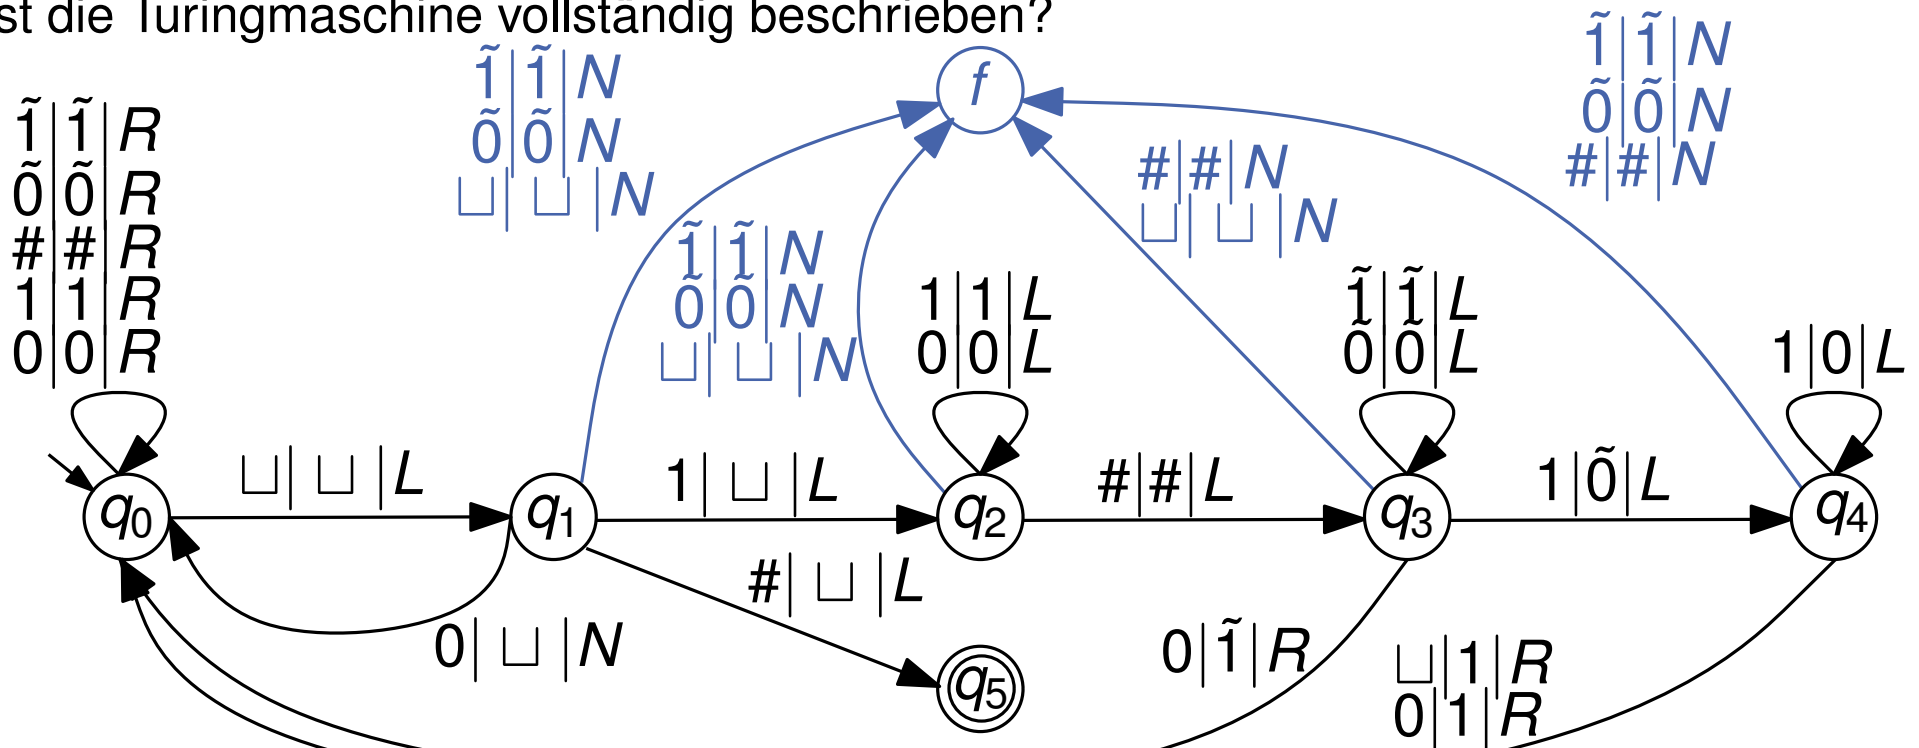 st die Turingmaschine vollständig beschrieben?
1̃|1̃|N
0̃|0̃|N
⊔|⊔|N
f
1̃|1̃|N
0̃|0̃|N
#|#|N
1̃|1̃|R
0̃|0̃|R
#|#|R
1|1|R
0|0|R
#|#|N
⊔|⊔|N
1̃|1̃|N
0̃|0̃|N
⊔|⊔|N
1|1|L
0|0|L
1̃|1̃|L
0̃|0̃|L
1|0|L
q0
⊔|⊔|L
q1
1|⊔|L
q2
#|#|L
q3
1|0̃|L
q4
#|⊔|L
0|⊔|N
q5
0|1̃|R
⊔|1|R
0|1|R